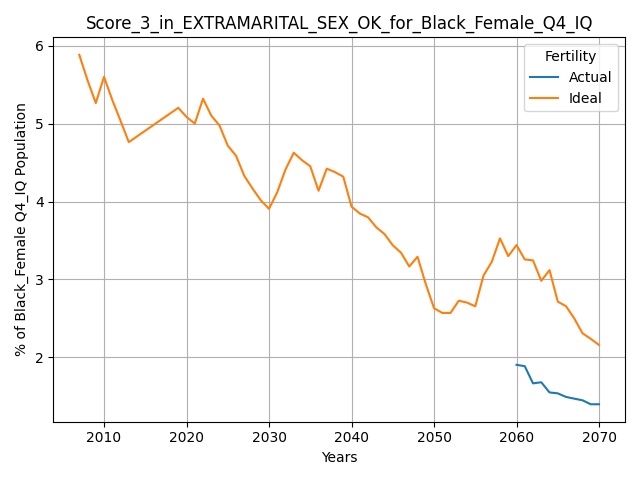 Score_3_in_EXTRAMARITAL_SEX_OK_for_Black_Female_Q4_IQ
Fertility
Actual
Ideal
% of Black_Female Q4_IQ Population
6
5
4
3
2
2010 2020 2030 2040 2050 2060 2070
Years